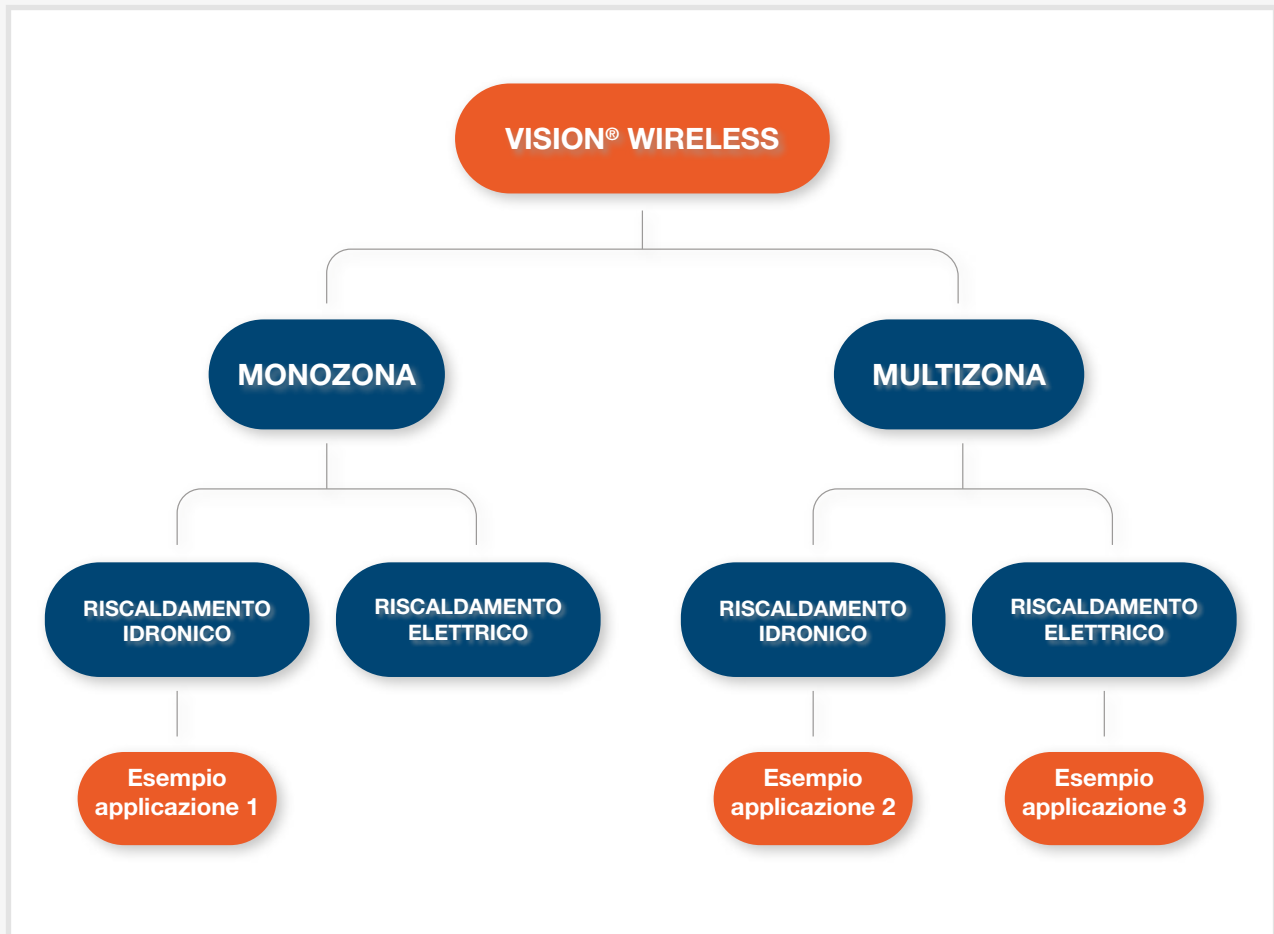 VISION® WIRELESS
MONOZONA
MULTIZONA
RISCALDAMENTO
IDRONICO
RISCALDAMENTO
ELETTRICO
RISCALDAMENTO
IDRONICO
RISCALDAMENTO
ELETTRICO
Esempio
applicazione 1
Esempio
applicazione 2
Esempio
applicazione 3